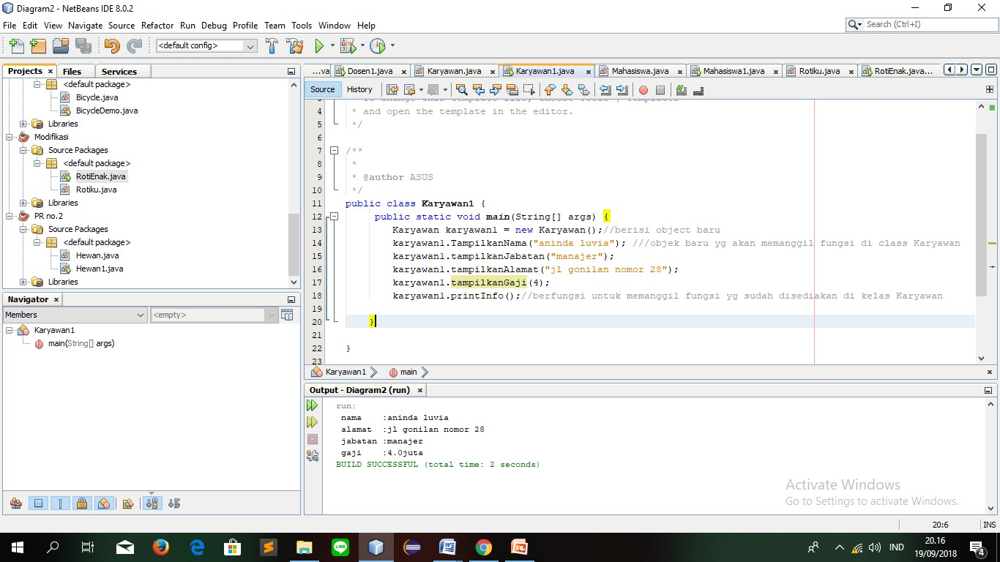 Diagram2 - NetBeans IDE 8.0.2
File Edit View Navigate Source Refactor Run Debug Profile Team Tools Window Help
Search (Ctrl+I)
<default config>
Projects Files Services
<default package>
Bicycle.java
BicycleDemo.java
Libraries
Modifikasi
Source Packages
<default package>
RotiEnak.java
Rotiku.java
Libraries
PR no.2
Source Packages
<default package>
Hewan.java
Hewan1.java
Libraries
Navigator
Members <empty>
Karyawan1
main(String[] args)
...va Dosen1.java Karyawan.java Karyawan1.java Mahasiswa.java Mahasiswa1.java Rotiku.java RotiEnak.java...
Source History
4 * and open the template in the editor.
5 */
6
7 /**
8 *
9 * @author ASUS
10 */
11 public class Karyawan1 {
12 public static void main(String[] args) {
13 Karyawan karyawan1 = new Karyawan();//berisi object baru
14 karyawan1.TampilkanNama("aninda luvia"); ///objek baru yg akan memanggil fungsi di class Karyawan
15 karyawan1.tampilkanJabatan("manajer");
16 karyawan1.tampilkanAlamat("jl gonilan nomor 28");
17 karyawan1.tampilkanGaji(4);
18 karyawan1.printInfo();//berfungsi untuk memanggil fungsi yg sudah disediakan di kelas Karyawan
19
20 }
21
22 }
23
Karyawan1 main
Output - Diagram2 (run)
run:
nama :aninda luvia
alamat :jl gonilan nomor 28
jabatan :manajer
gaji :4.0juta
BUILD SUCCESSFUL (total time: 2 seconds)
Activate Windows
Go to Settings to activate Windows.
20:6 INS
LINE
IND
20.16
19/09/2018
4